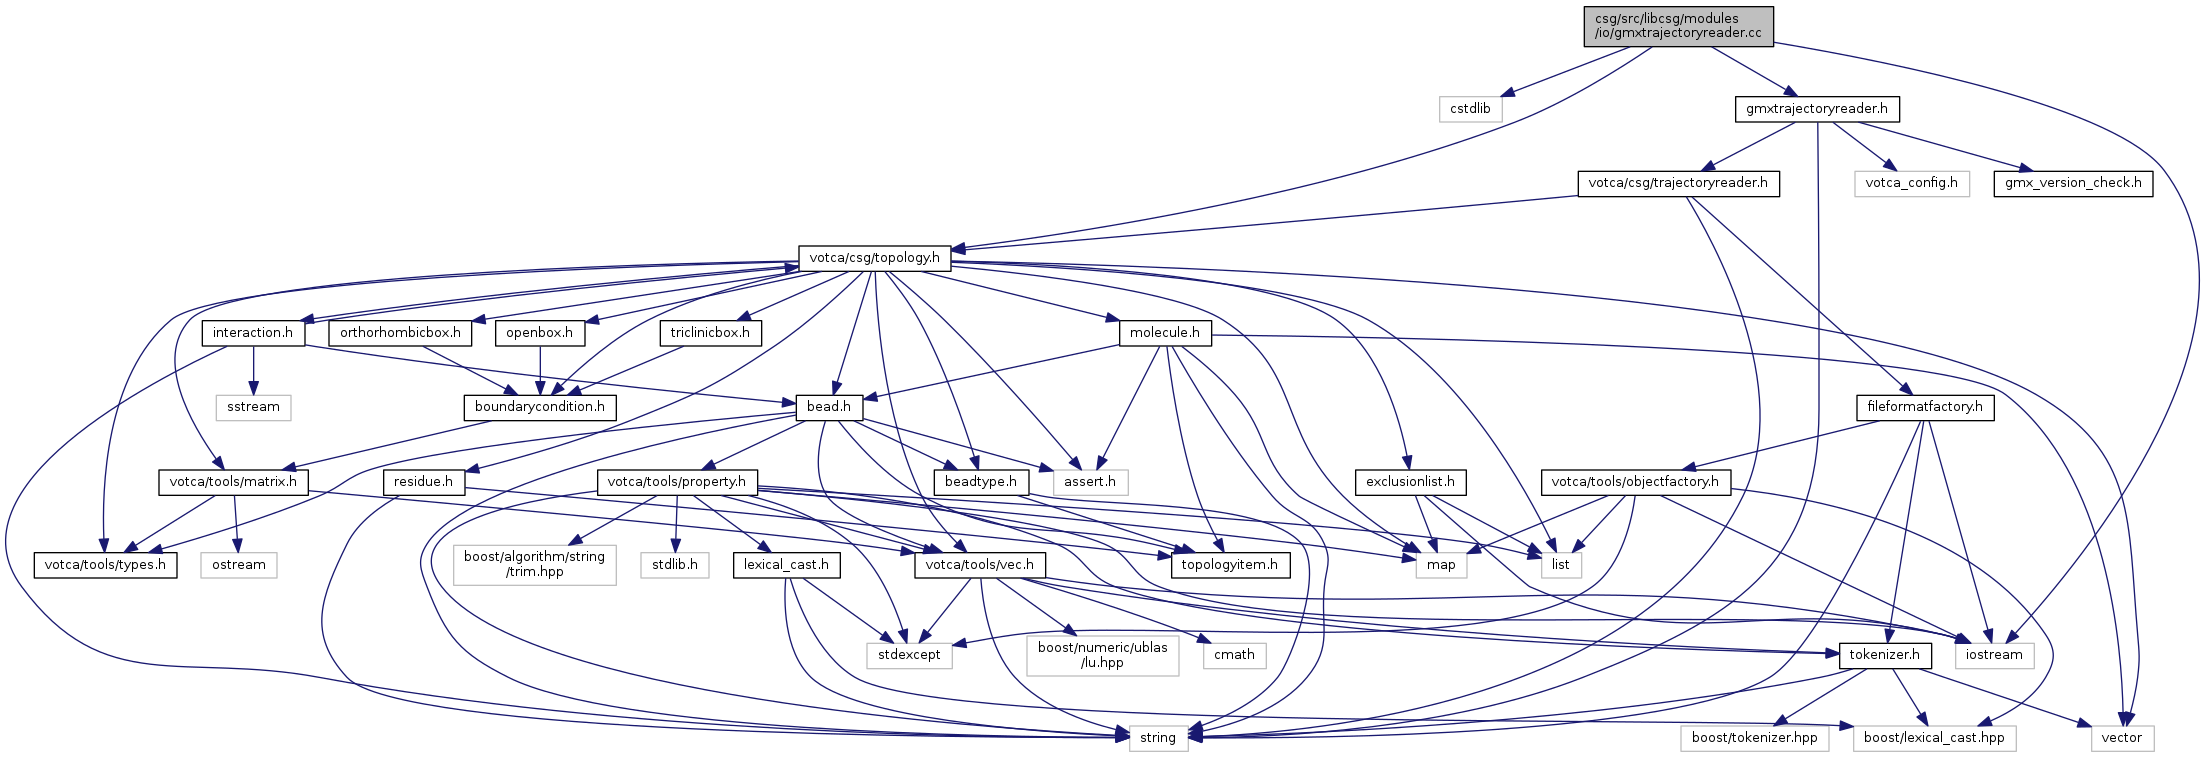 csg/src/libcsg/modules
/io/gmxtrajectoryreader.cc
cstdlib
gmxtrajectoryreader.h
votca/csg/trajectoryreader.h
votca_config.h
gmx_version_check.h
votca/csg/topology.h
interaction.h
orthorhombicbox.h
openbox.h
triclinicbox.h
molecule.h
sstream
boundarycondition.h
bead.h
fileformatfactory.h
votca/tools/matrix.h
residue.h
votca/tools/property.h
beadtype.h
assert.h
exclusionlist.h
votca/tools/objectfactory.h
votca/tools/types.h
ostream
boost/algorithm/string
/trim.hpp
stdlib.h
lexical_cast.h
votca/tools/vec.h
topologyitem.h
map
list
stdexcept
boost/numeric/ublas
/lu.hpp
cmath
tokenizer.h
iostream
string
boost/tokenizer.hpp
boost/lexical_cast.hpp
vector